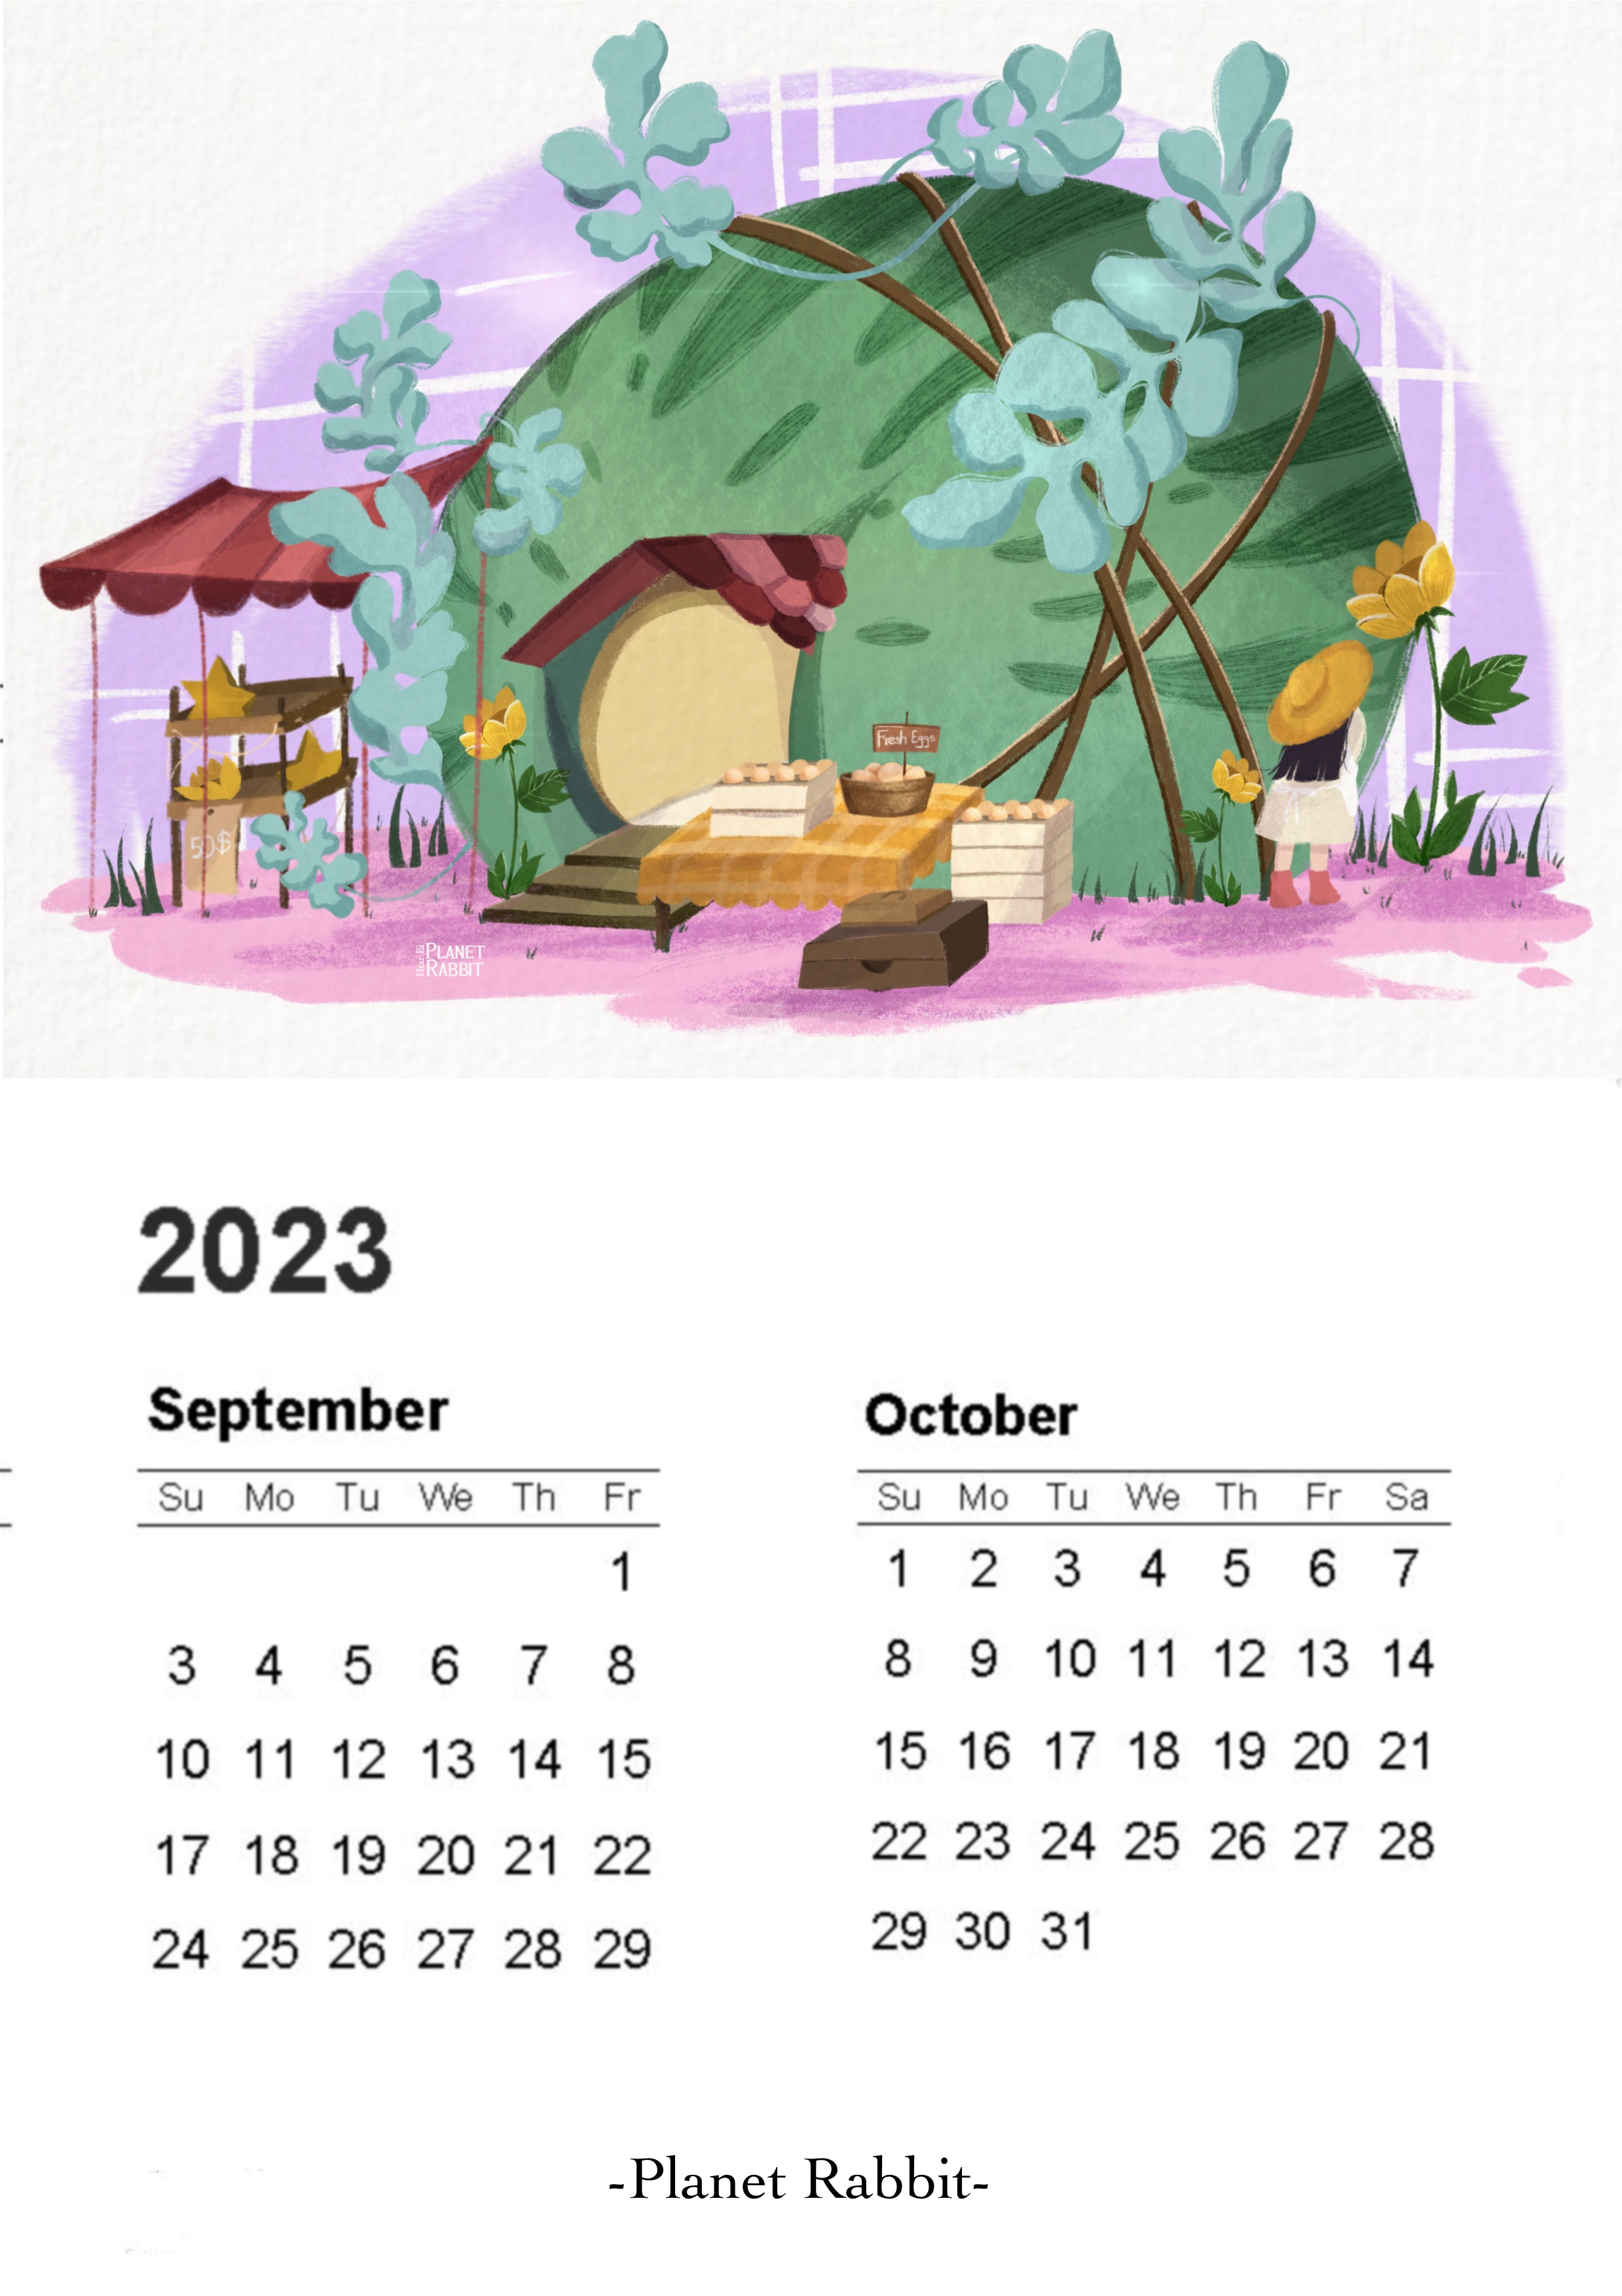 Fresh Eggs
50$
PLANET
RABBIT
2023
September
Su Mo Tu We Th Fr
1
3 4 5 6 7 8
10 11 12 13 14 15
17 18 19 20 21 22
24 25 26 27 28 29
October
Su Mo Tu We Th Fr Sa
1 2 3 4 5 6 7
8 9 10 11 12 13 14
15 16 17 18 19 20 21
22 23 24 25 26 27 28
29 30 31
-Planet Rabbit-